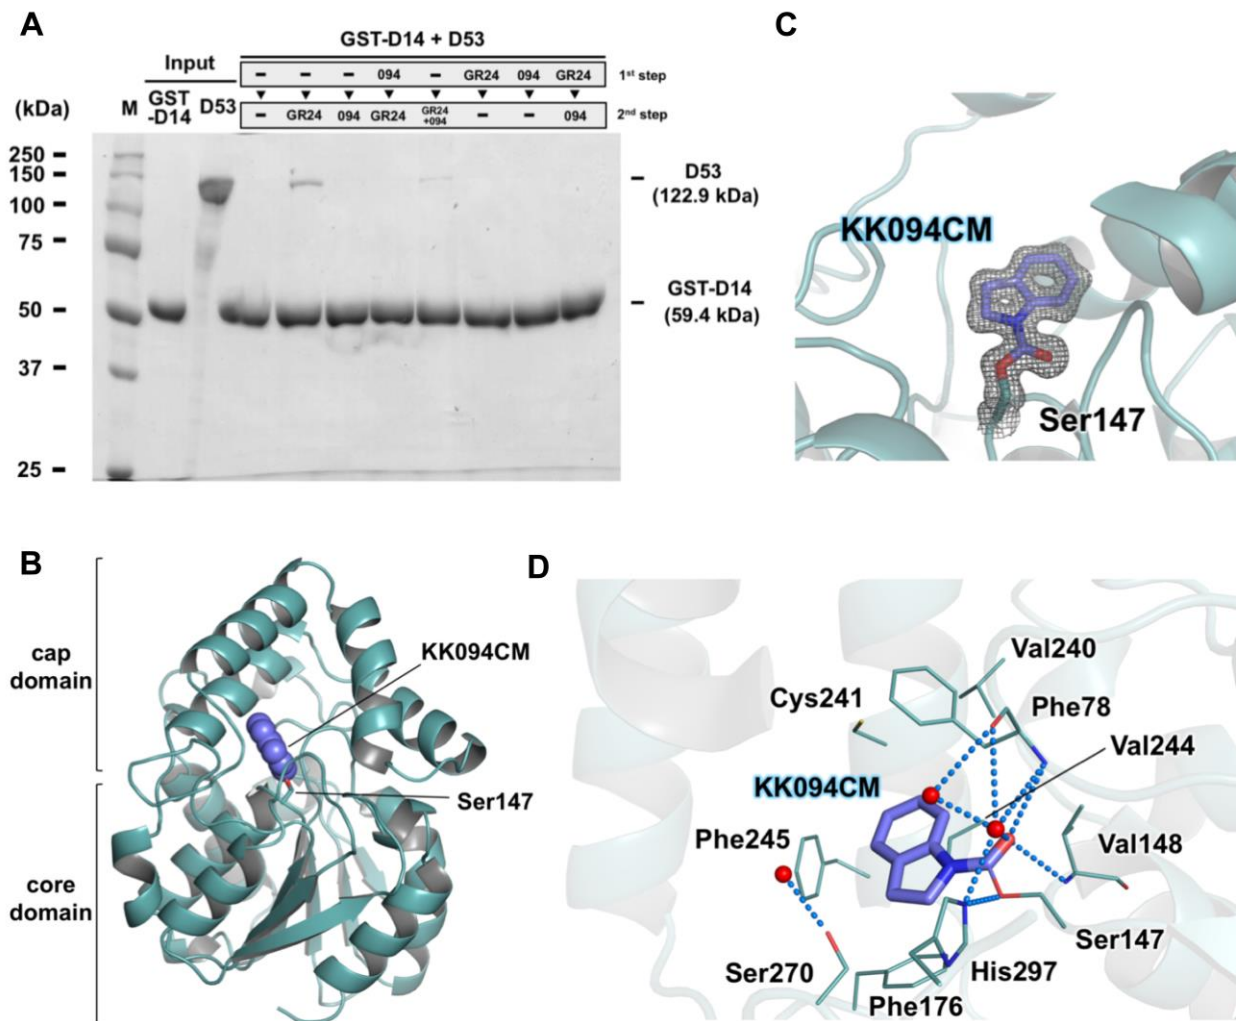 A
GST-D14 + D53
Input
– – – 094 – GR24 094 GR24 1st step
(kDa) M GST -D14 D53 – GR24 094 GR24 GR24 +094 – – 094 2nd step
250
150
100
75
50
37
25
D53
(122.9 kDa)
GST-D14
(59.4 kDa)
C
KK094CM
Ser147
B
cap
domain
core
domain
KK094CM
Ser147
D
Val240
Cys241
Phe78
Val244
KK094CM
Phe245
Val148
Ser147
Ser270
His297
Phe176